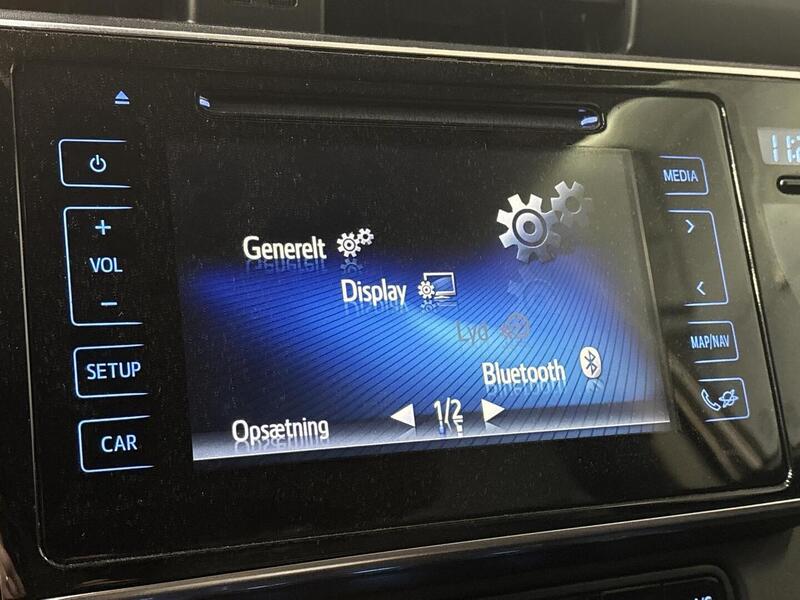 MEDIA
+
VOL
−
SETUP
CAR
Generelt
Display
Lyd
Bluetooth
Opsætning
1/2
MAP/NAV